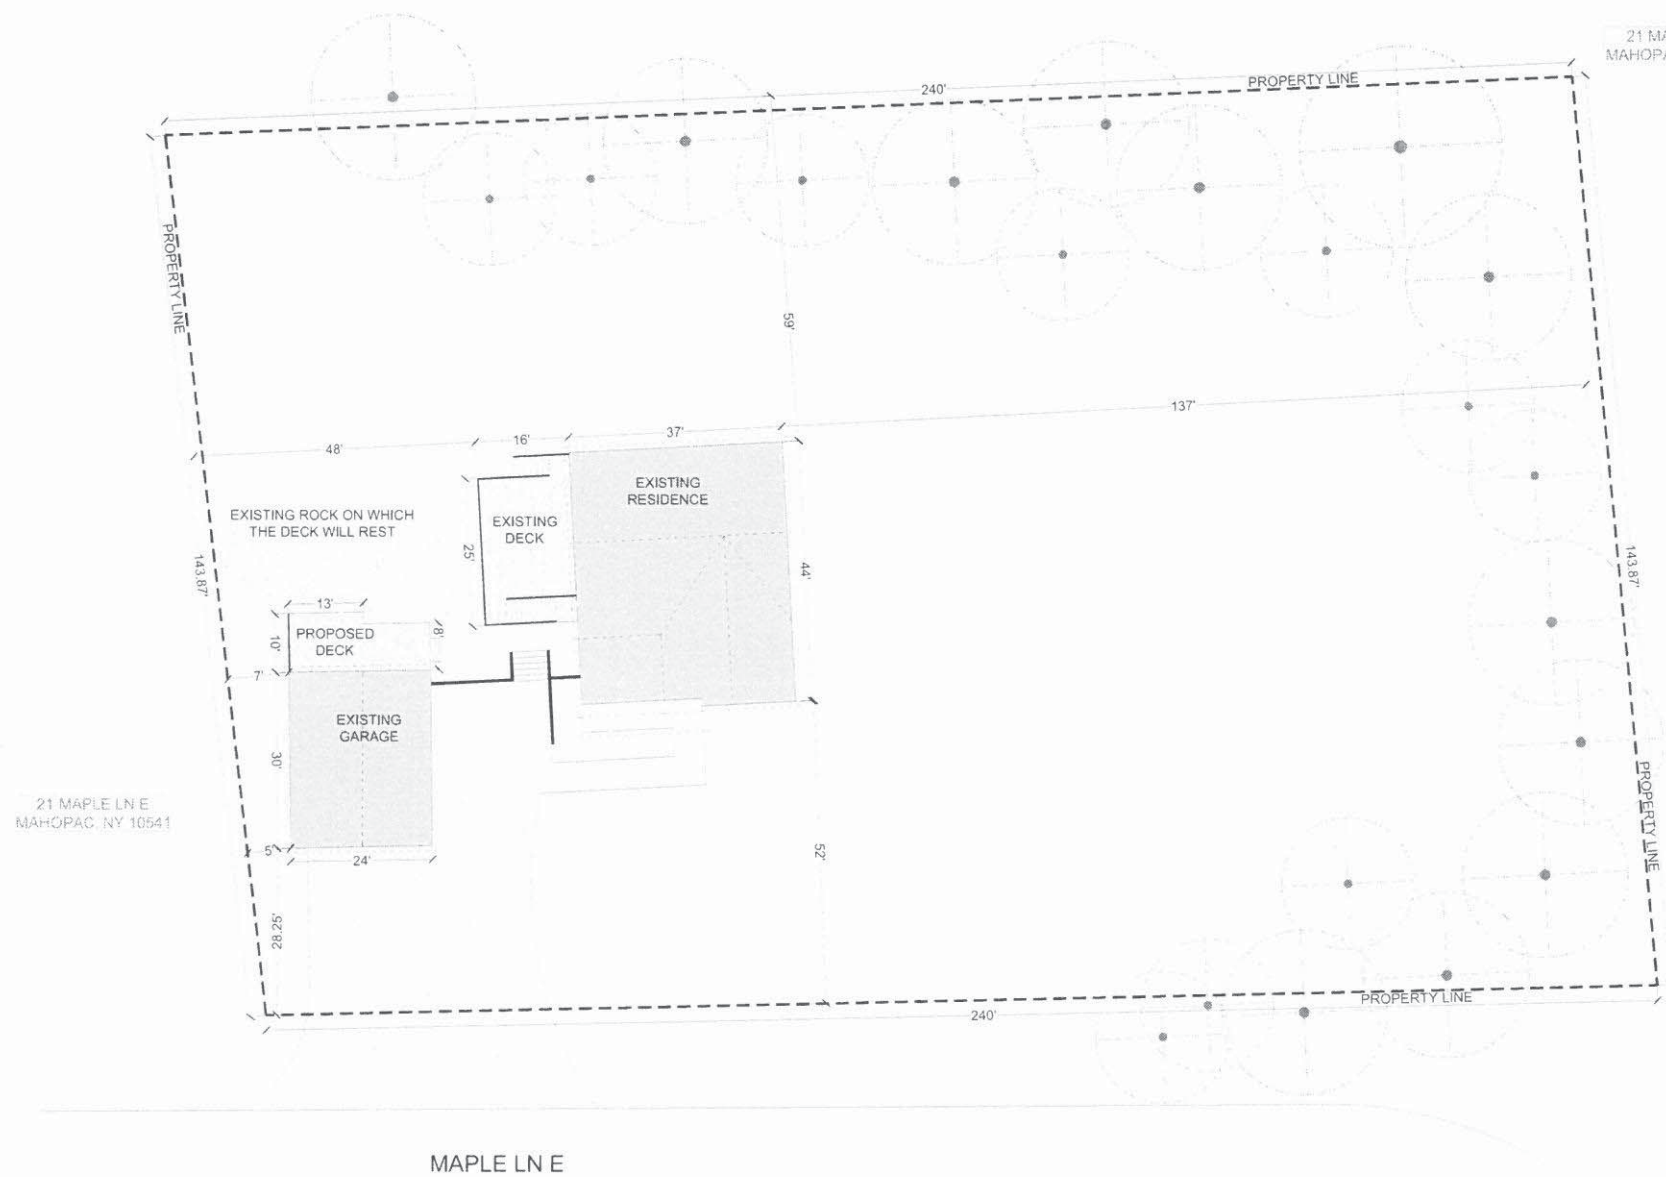 21 MA
MAHOPA
240'
PROPERTY LINE
PROPERTY LINE
59'
137'
48'
16'
37'
EXISTING
RESIDENCE
EXISTING ROCK ON WHICH
THE DECK WILL REST
EXISTING
DECK
25'
44'
143.87'
143.87'
13'
10'
PROPOSED
DECK
8'
7'
EXISTING
GARAGE
30'
21 MAPLE LN E
MAHOPAC, NY 10541
5'
24'
52'
PROPERTY LINE
28.25'
PROPERTY LINE
240'
MAPLE LN E